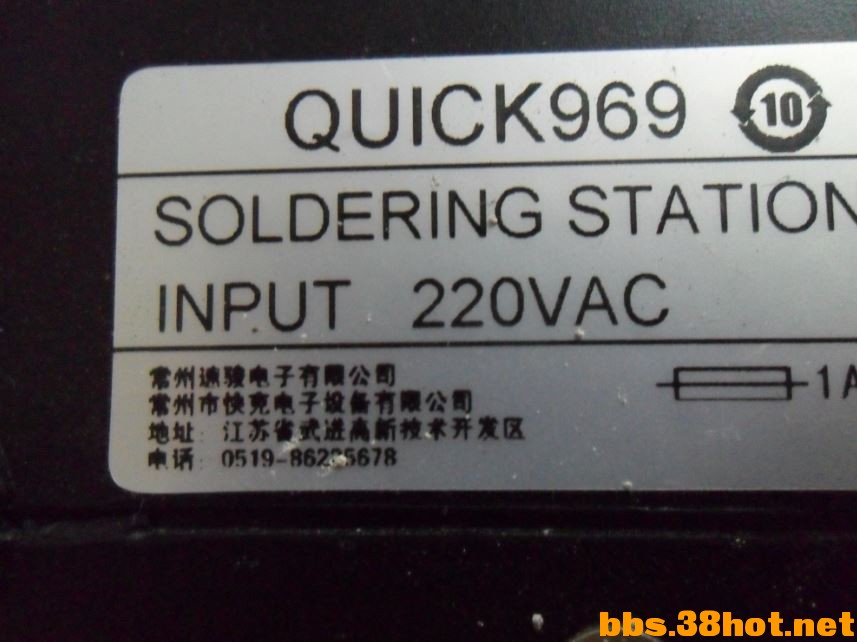 QUICK969 10
SOLDERING STATION
INPUT 220VAC
常州速骏电子有限公司
常州市快克电子设备有限公司
1A
地址: 江苏省武进高新技术开发区
电话: 0519-86225678
bbs.38hot.net